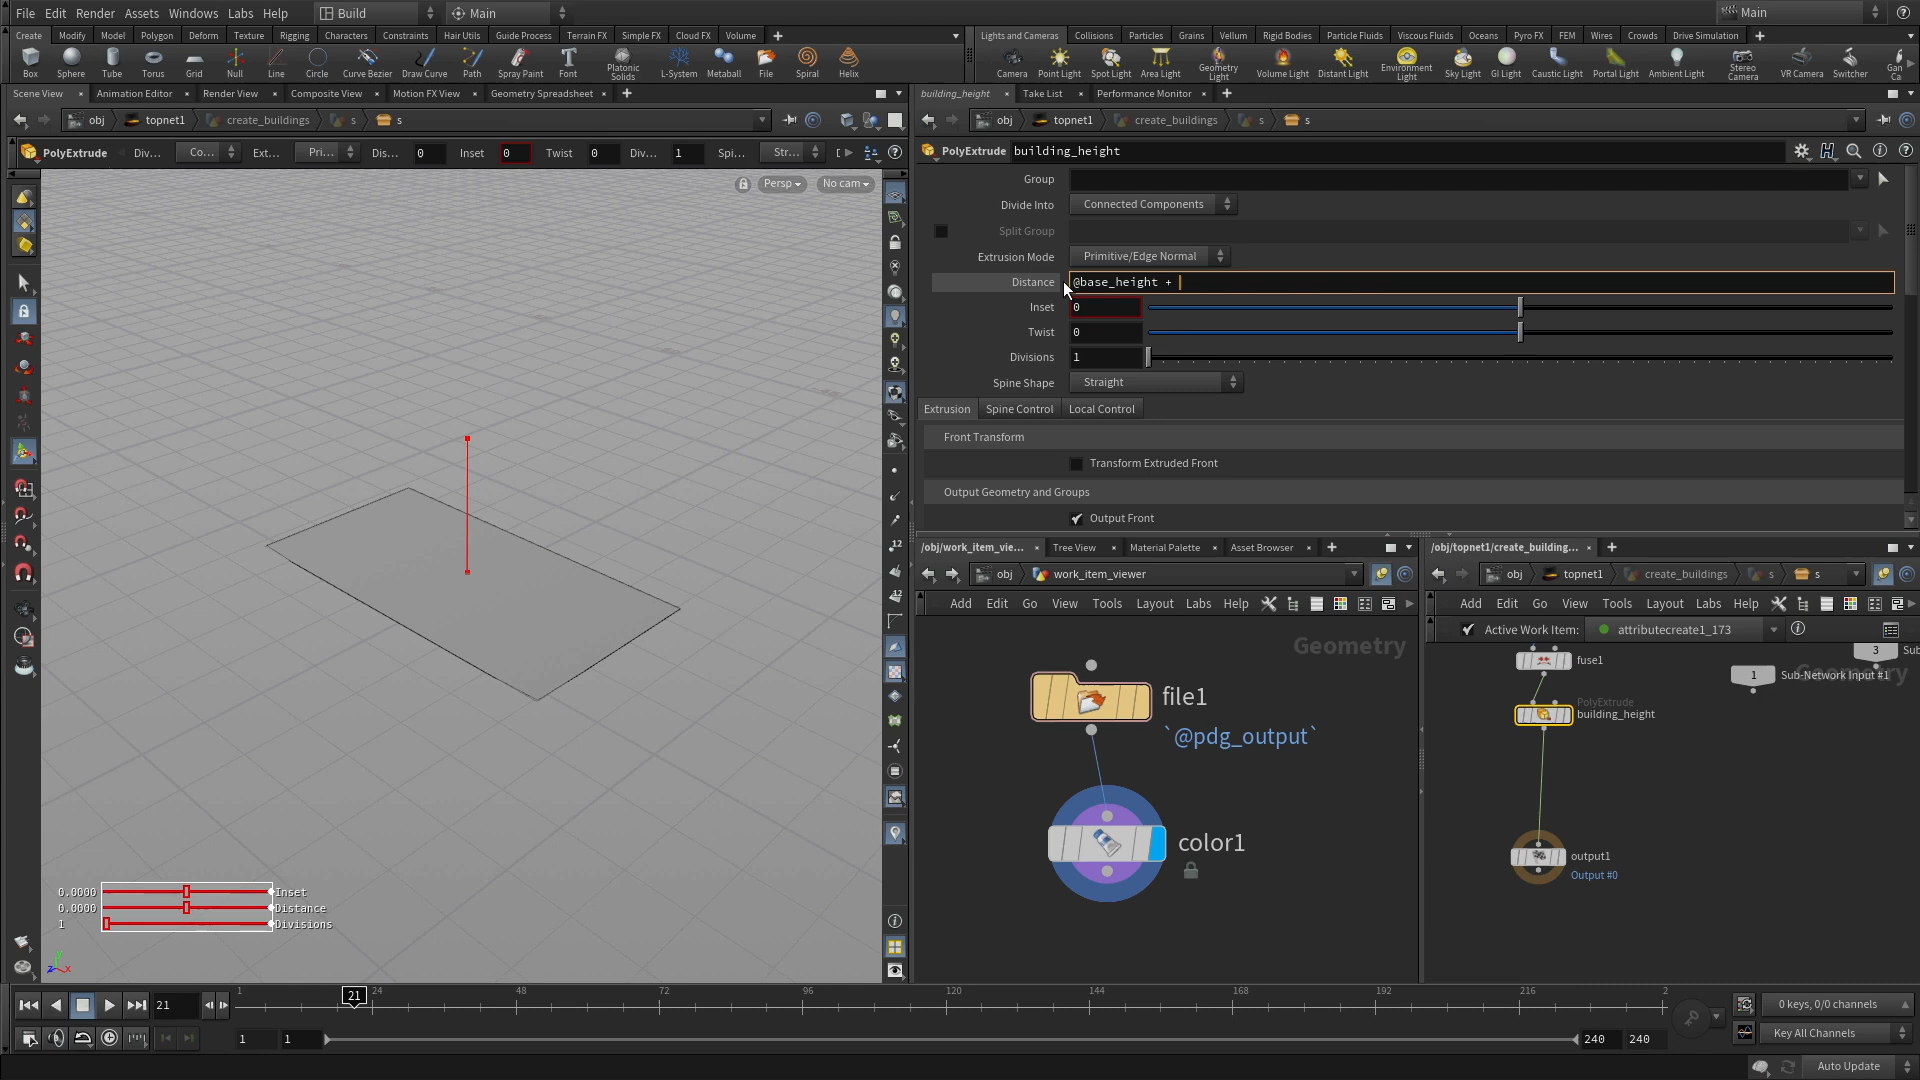 File Edit Render Assets Windows Labs Help Build Main Main
Create Modify Model Polygon Deform Texture Rigging Characters Constraints Hair Utils Guide Process Terrain FX Simple FX Cloud FX Volume
Lights and Cameras Collisions Particles Grains Vellum Rigid Bodies Particle Fluids Viscous Fluids Oceans Pyro FX FEM Wires Crowds Drive Simulation
Box Sphere Tube Torus Grid Null Line Circle Curve Bezier Draw Curve Path Spray Paint Font Platonic Solids L-System Metaball File Spiral Helix
Camera Point Light Spot Light Area Light Geometry Light Volume Light Distant Light Environment Light Sky Light GI Light Caustic Light Portal Light Ambient Light Stereo Camera VR Camera Switcher Gan Ca
Scene View Animation Editor Render View Composite View Motion FX View Geometry Spreadsheet
building_height Take List Performance Monitor
obj topnet1 create_buildings s s
obj topnet1 create_buildings s s
PolyExtrude Div... Co... Ext... Pri... Dis... 0 Inset 0 Twist 0 Div... 1 Spi... Str...
PolyExtrude building_height
Persp No cam
Group
Divide Into Connected Components
Split Group
Extrusion Mode Primitive/Edge Normal
Distance @base_height +
Inset 0
Twist 0
Divisions 1
Spine Shape Straight
Extrusion Spine Control Local Control
Front Transform
Transform Extruded Front
Output Geometry and Groups
Output Front
/obj/work_item_vie... Tree View Material Palette Asset Browser
obj work_item_viewer
Add Edit Go View Tools Layout Labs Help
Geometry
file1
`@pdg_output`
color1
/obj/topnet1/create_building...
obj topnet1 create_buildings s s
Add Edit Go View Tools Layout Labs Help
Active Work Item: attributecreate1_173
fuse1
3 Sub
1 Sub-Network Input #1
PolyExtrude
building_height
output1
Output #0
0.0000 Inset
0.0000 Distance
1 Divisions
z y x
21 1 21 24 48 72 96 120 144 168 192 216 2
0 keys, 0/0 channels
1 1 240 240
Key All Channels
Auto Update